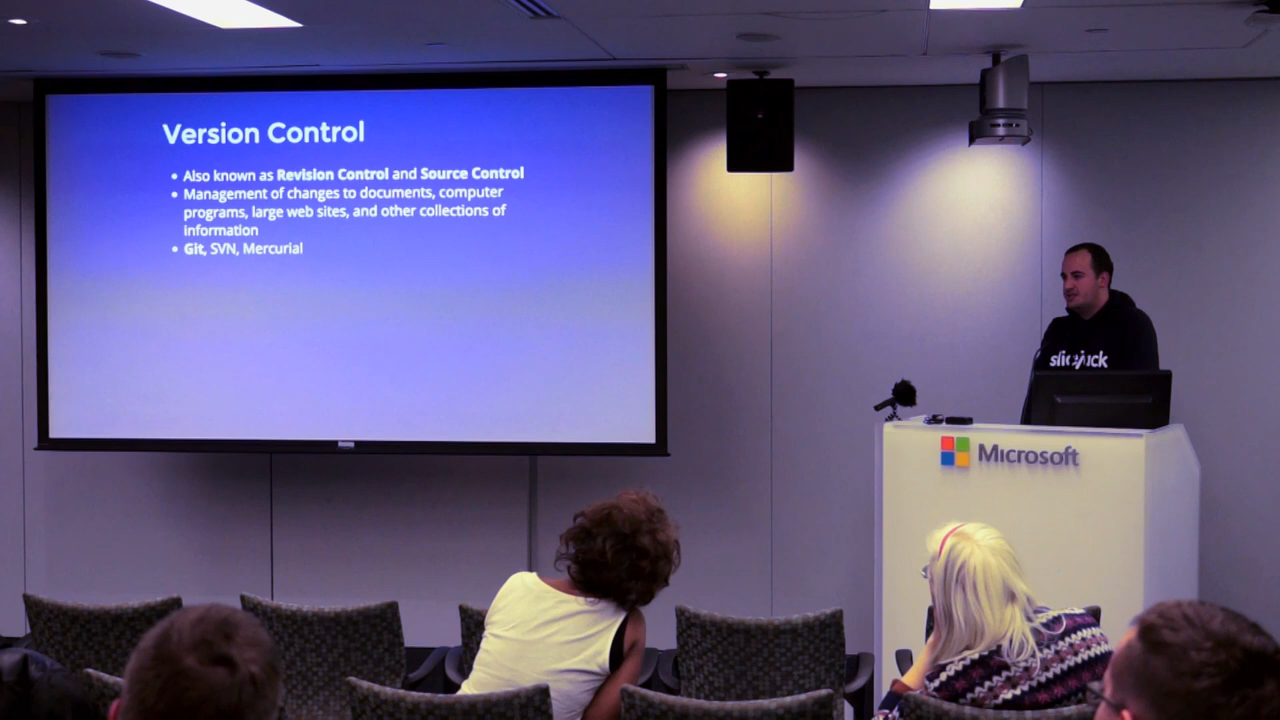 Version Control
• Also known as Revision Control and Source Control
• Management of changes to documents, computer
programs, large web sites, and other collections of
information
• Git, SVN, Mercurial
Microsoft